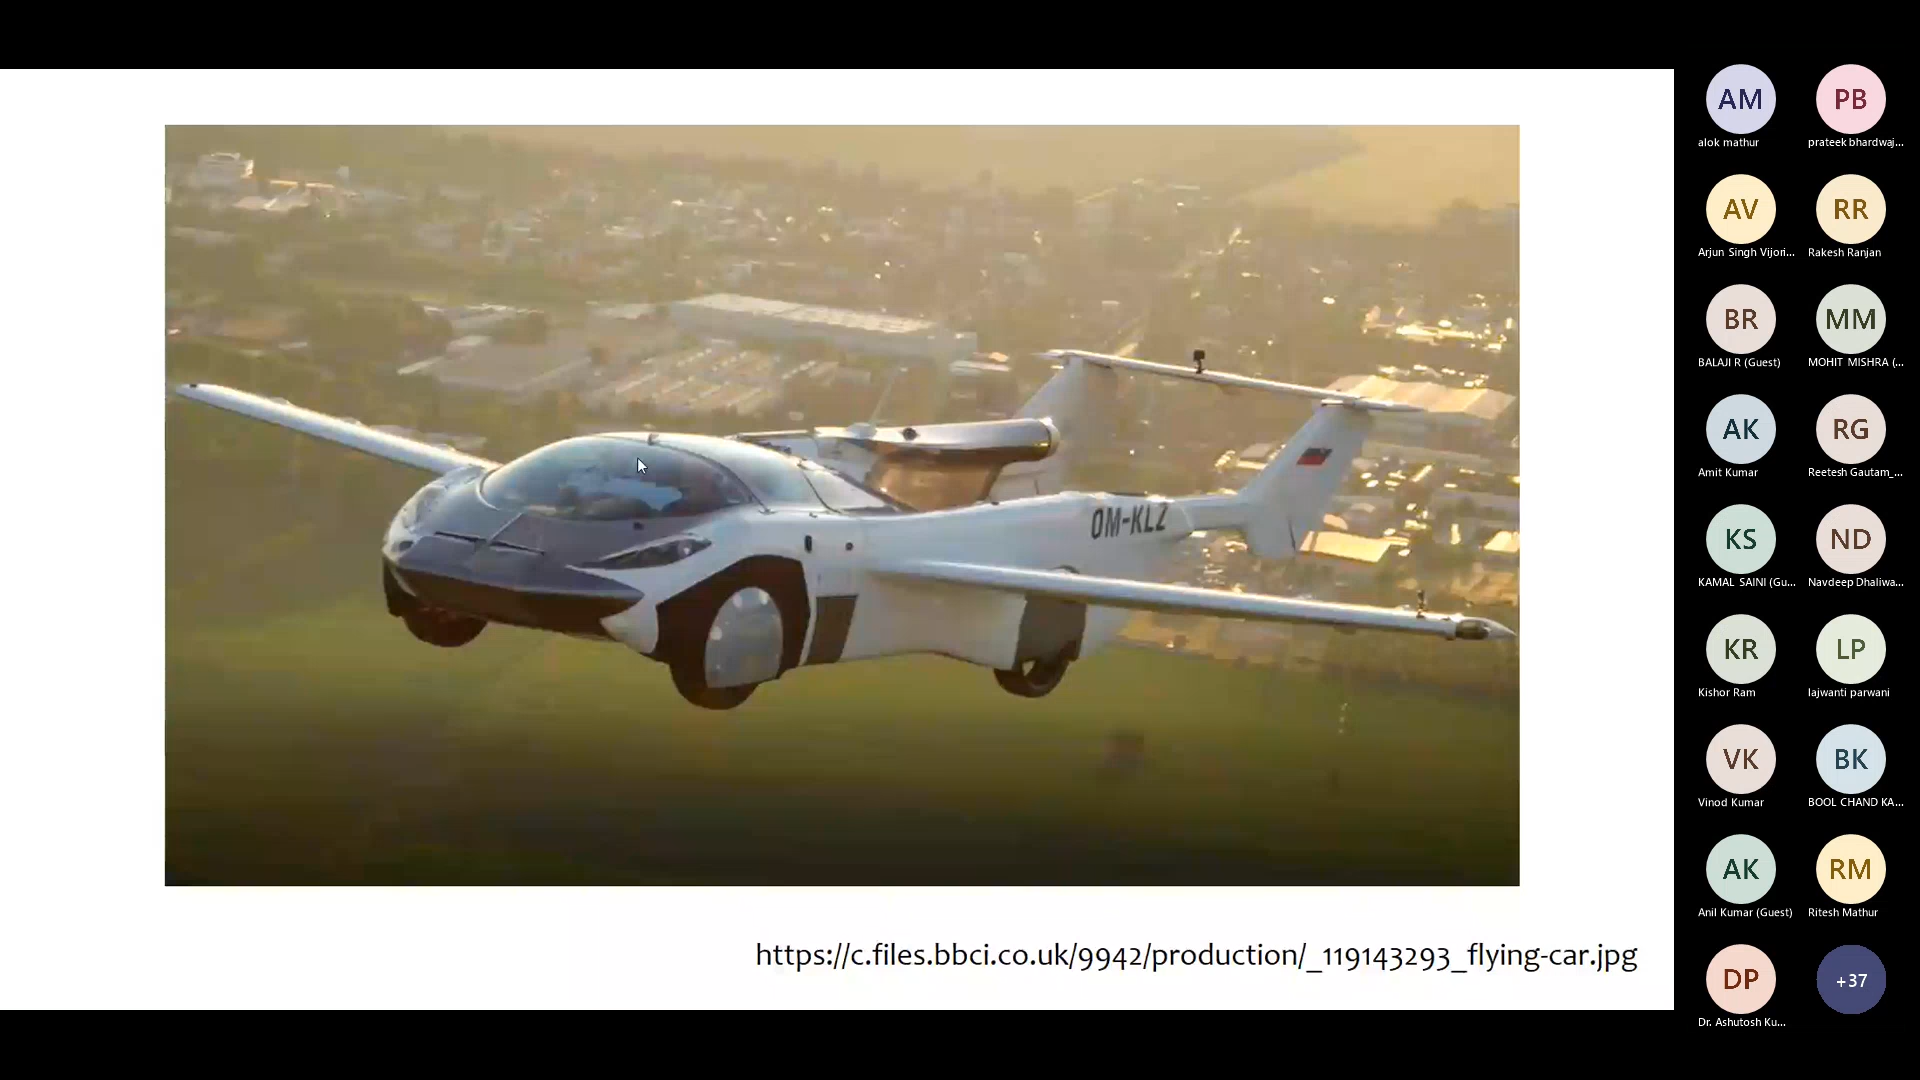 AM PB
alok mathur prateek bhardwaj...
AV RR
Arjun Singh Vijori... Rakesh Ranjan
BR MM
BALAJI R (Guest) MOHIT MISHRA (...
AK RG
Amit Kumar Reetesh Gautam_...
KS ND
KAMAL SAINI (Gu... Navdeep Dhaliwa...
KR LP
Kishor Ram lajwanti parwani
VK BK
Vinod Kumar BOOL CHAND KA...
AK RM
Anil Kumar (Guest) Ritesh Mathur
DP +37
Dr. Ashutosh Ku...
OM-KLZ
https://c.files.bbci.co.uk/9942/production/_119143293_flying-car.jpg